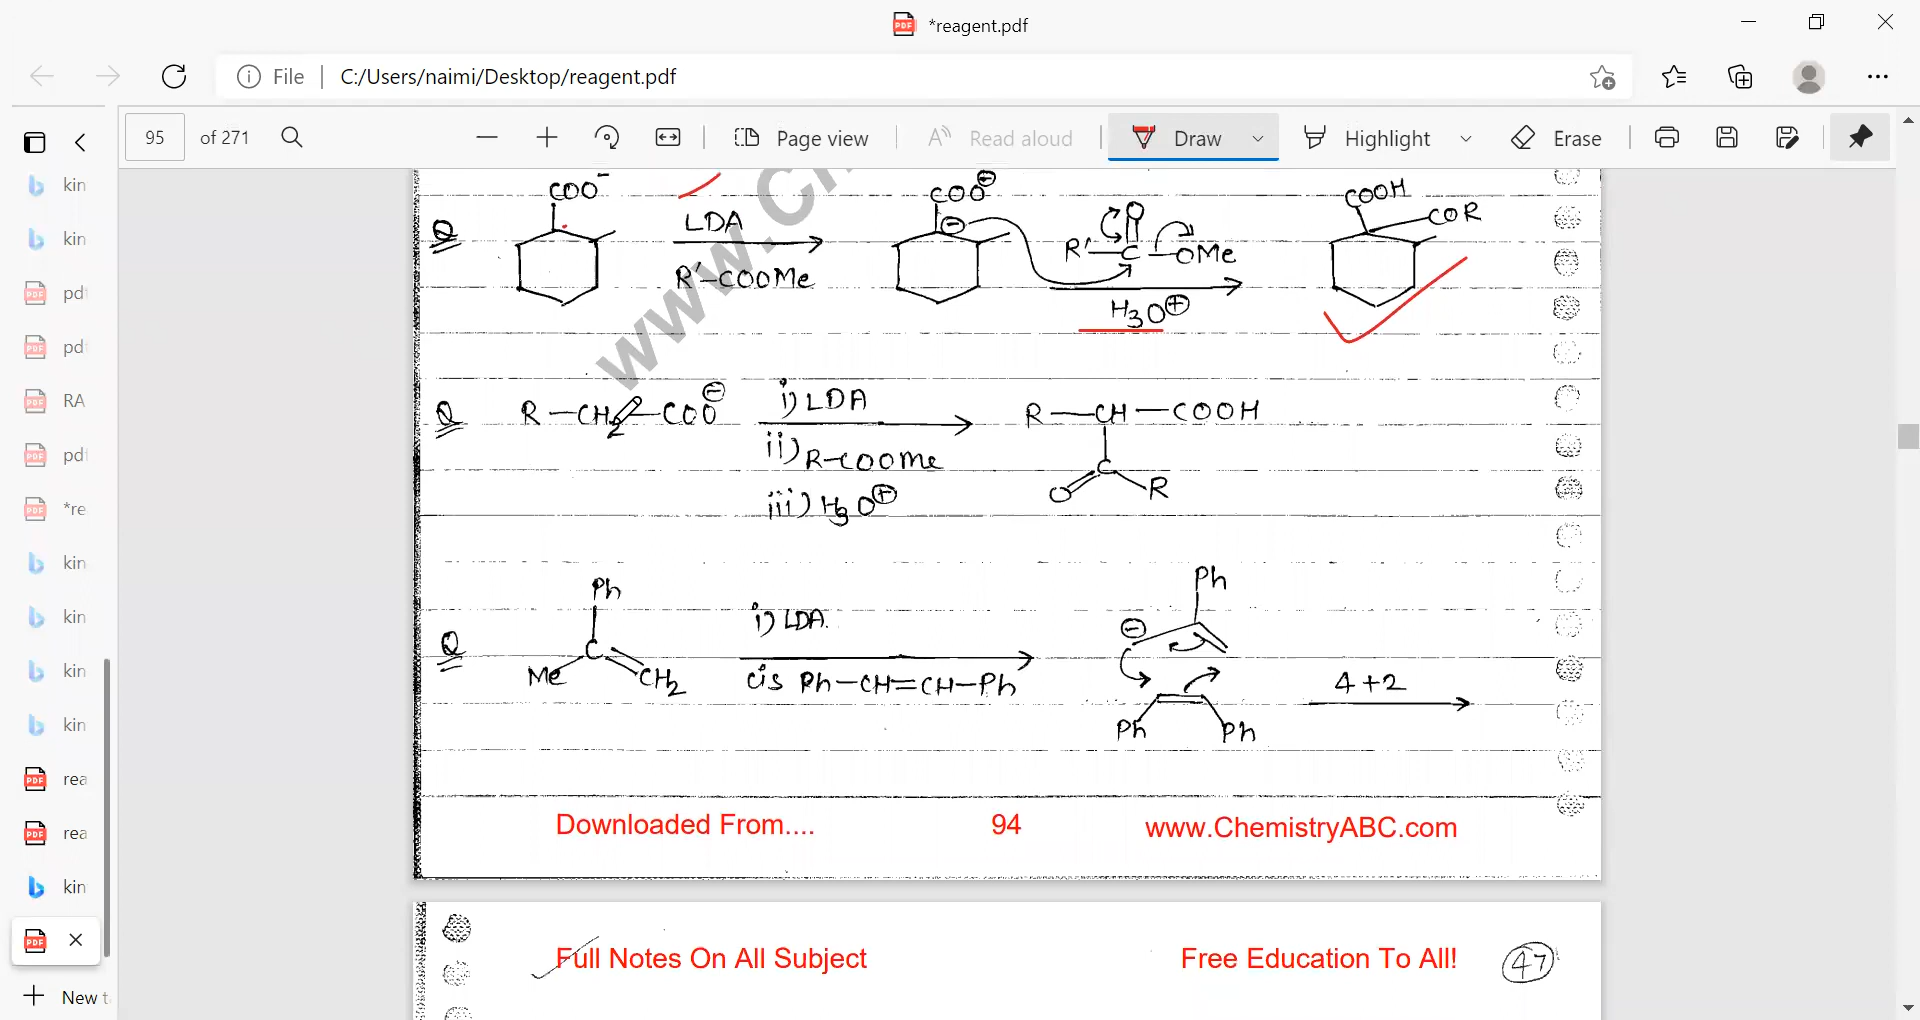 *reagent.pdf
File | C:/Users/naimi/Desktop/reagent.pdf
95 of 271 Page view Read aloud Draw Highlight Erase
kin
kin
pdf
pdf
RA
pdf
*re
kin
kin
kin
kin
rea
rea
kin
New t
www.C
COO⁻ COO⊖ COOH
Q LDA ⊖ O COR
R'-COOMe R'-C-OMe
H₃O⊕
Q R-CH₂-COO⊖ i) LDA R-CH-COOH
ii) R-COOMe C
iii) H₃O⊕ O R
Ph Ph
Q C i) LDA. ⊖
Me CH₂ cis Ph-CH=CH-Ph 4+2
Ph Ph
Downloaded From.... 94 www.ChemistryABC.com
Full Notes On All Subject Free Education To All! 47